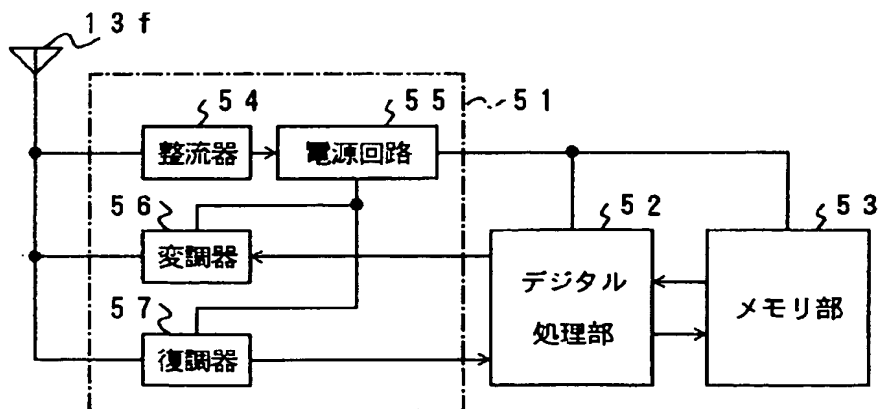 13f
54
55
51
整流器
電源回路
56
52
53
変調器
デジタル
処理部
メモリ部
57
復調器